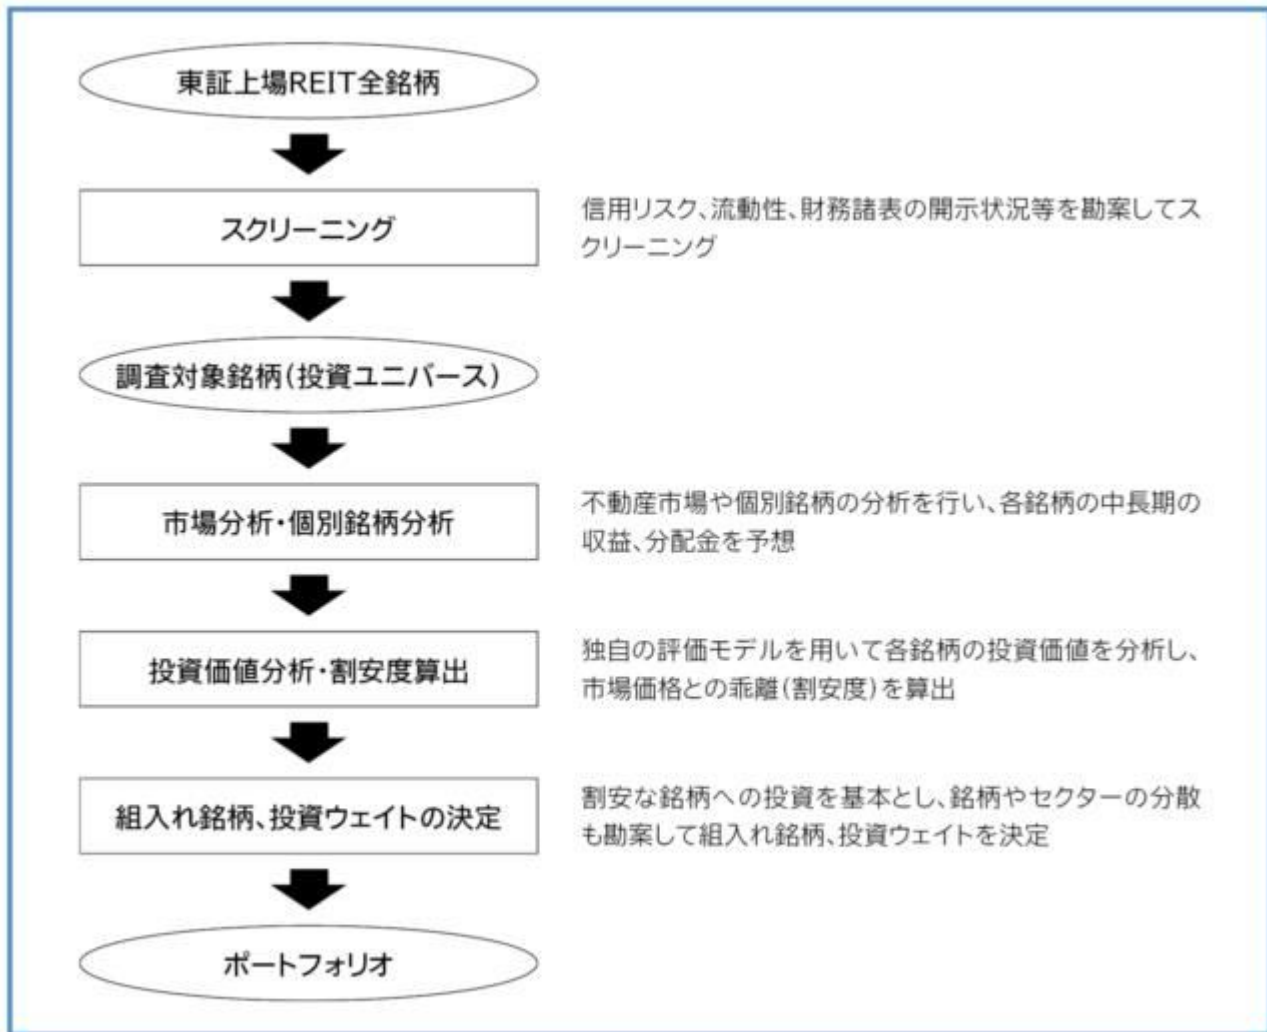 東証上場REIT全銘柄
スクリーニング
信用リスク、流動性、財務諸表の開示状況等を勘案してス
クリーニング
調査対象銘柄(投資ユニバース)
市場分析・個別銘柄分析
不動産市場や個別銘柄の分析を行い、各銘柄の中長期の
収益、分配金を予想
投資価値分析・割安度算出
独自の評価モデルを用いて各銘柄の投資価値を分析し、
市場価格との乖離(割安度)を算出
組入れ銘柄、投資ウェイトの決定
割安な銘柄への投資を基本とし、銘柄やセクターの分散
も勘案して組入れ銘柄、投資ウェイトを決定
ポートフォリオ